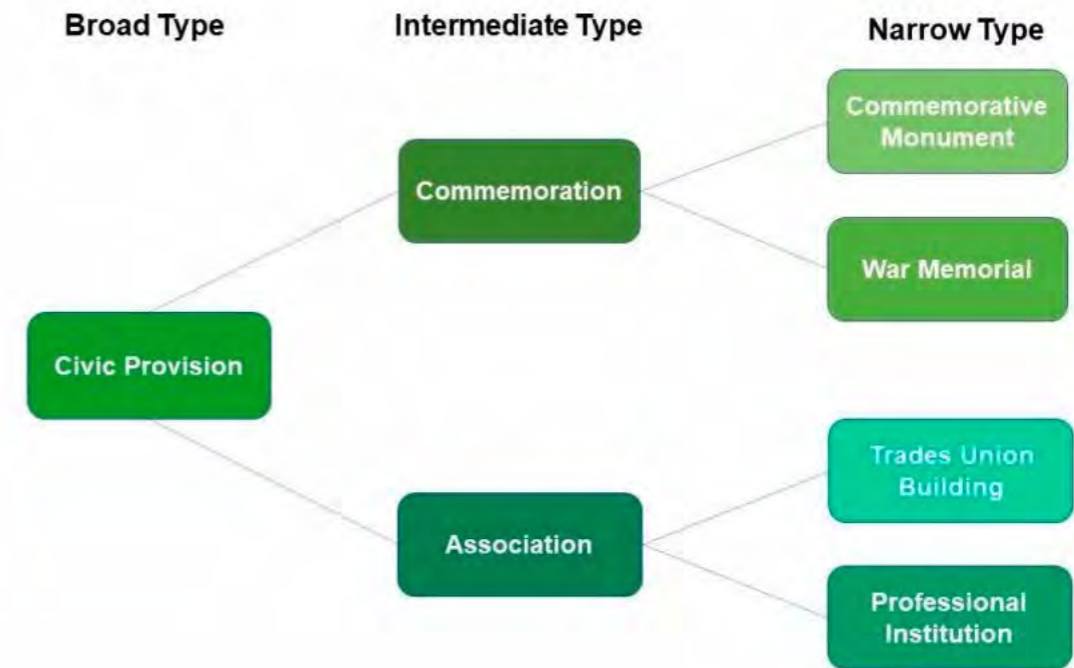 Broad Type
Intermediate Type
Narrow Type
Commemorative
Monument
Commemoration
War Memorial
Civic Provision
Trades Union
Building
Association
Professional
Institution